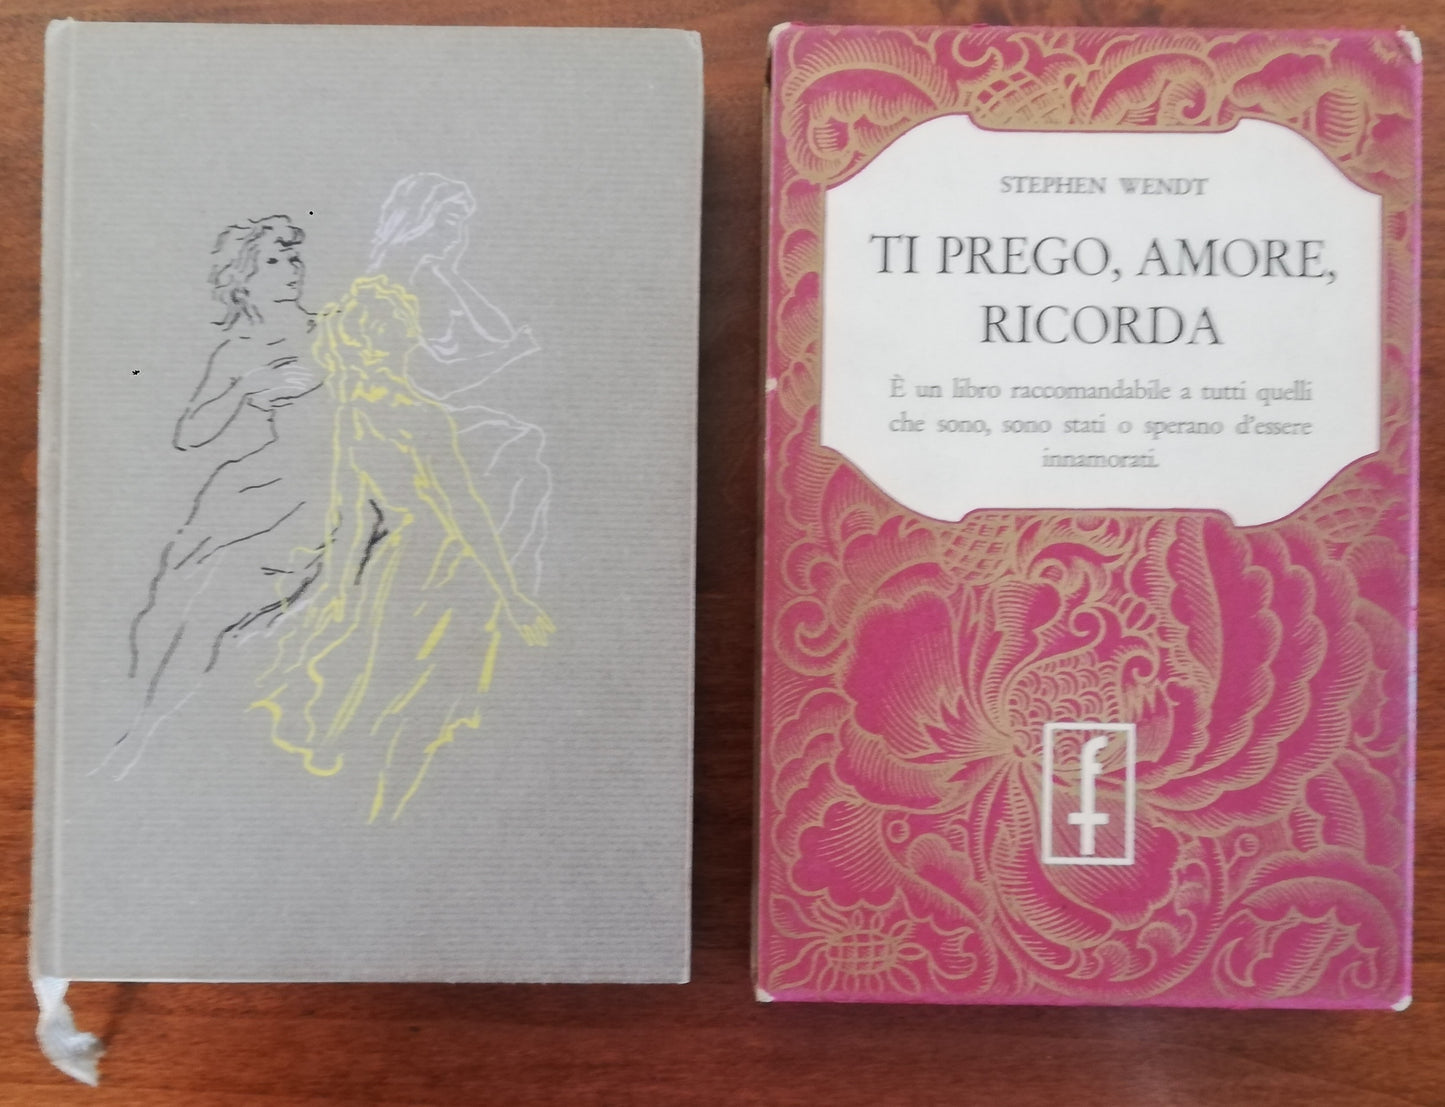 STEPHEN WENDT
TI PREGO, AMORE,
RICORDA
È un libro raccomandabile a tutti quelli
che sono, sono stati o sperano d'essere
innamorati.
f